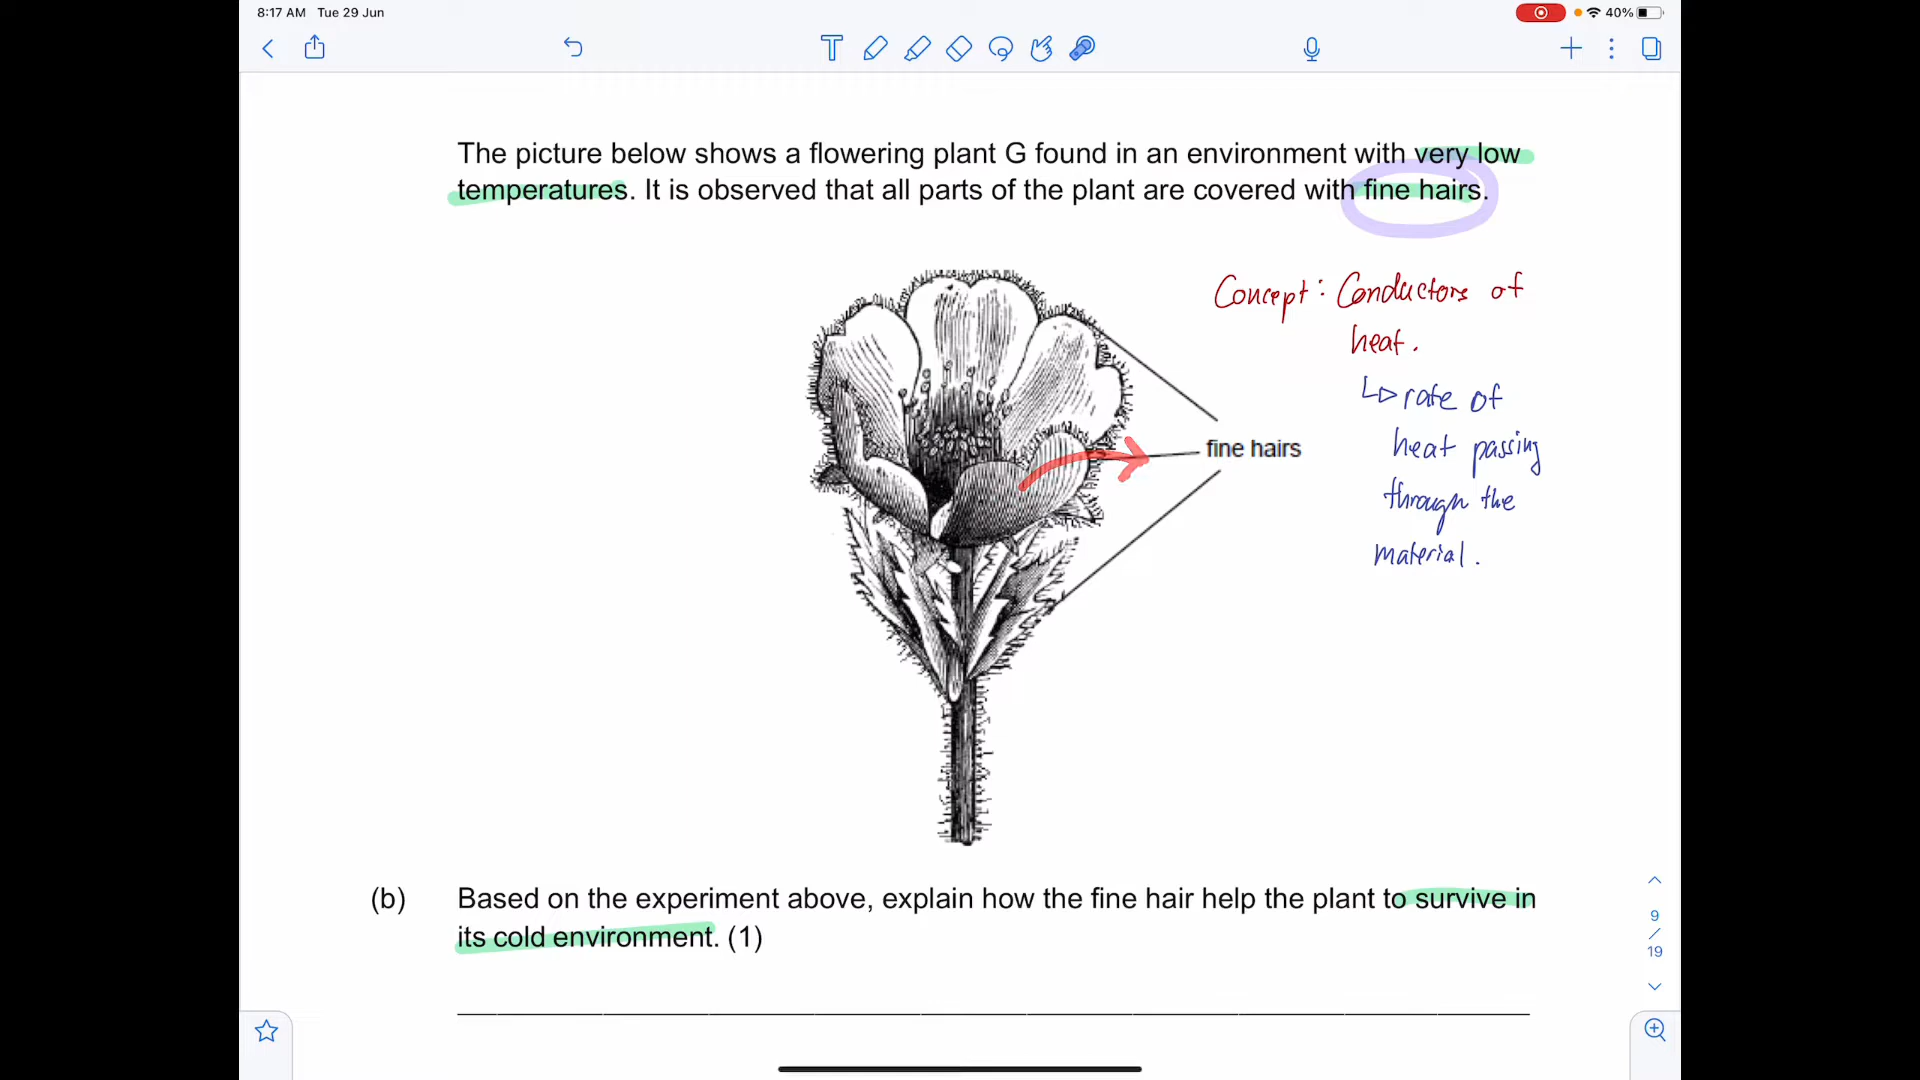 8:17 AM Tue 29 Jun
40%
The picture below shows a flowering plant G found in an environment with very low
temperatures. It is observed that all parts of the plant are covered with fine hairs.
Concept: Conductors of
heat.
rate of
heat passing
through the
material.
fine hairs
(b) Based on the experiment above, explain how the fine hair help the plant to survive in
its cold environment. (1)
9
/
19